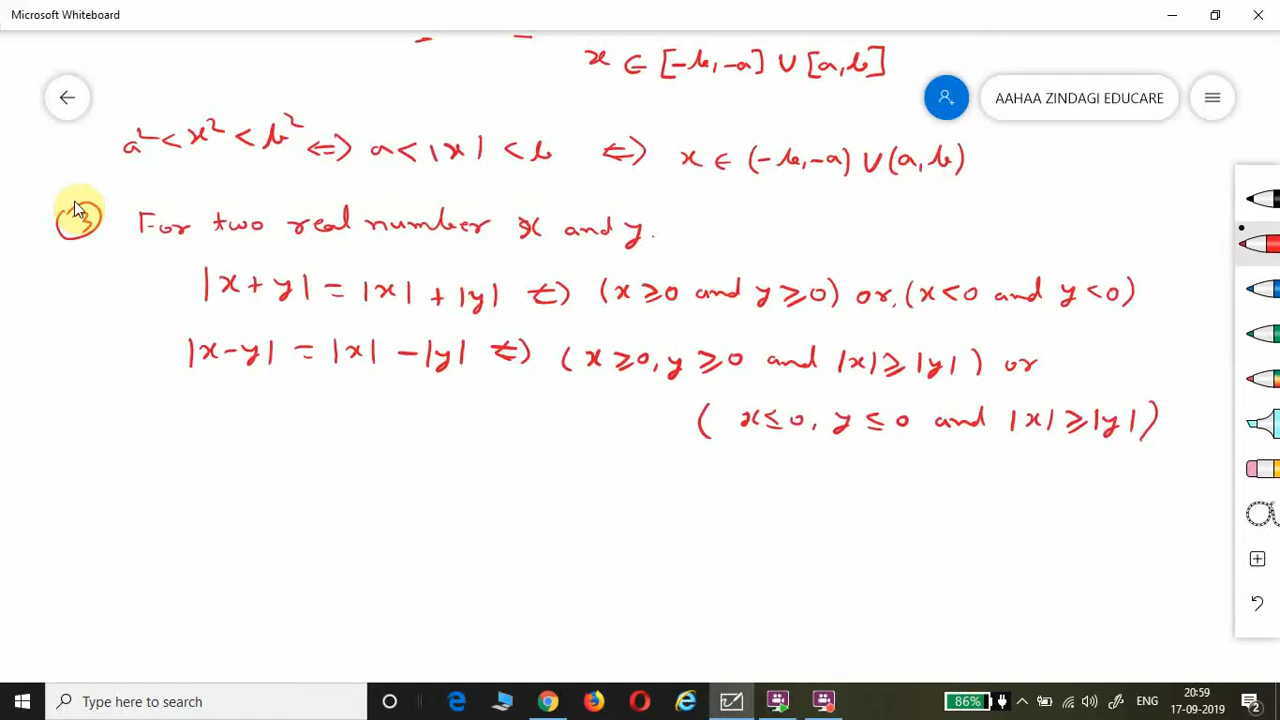 Microsoft Whiteboard
x ∈ [-b,-a] ∪ [a,b]
AAHAA ZINDAGI EDUCARE
a² < x² < b² ⇔ a < |x| < b ⇔ x ∈ (-b,-a) ∪ (a,b)
③ For two real number x and y.
|x+y| = |x| + |y| ⇔ (x ≥ 0 and y ≥ 0) or (x < 0 and y < 0)
|x-y| = |x| - |y| ⇔ (x ≥ 0, y ≥ 0 and |x| ≥ |y|) or
(x ≤ 0, y ≤ 0 and |x| ≥ |y|)
Type here to search
86%
ENG
20:59
17-09-2019
2